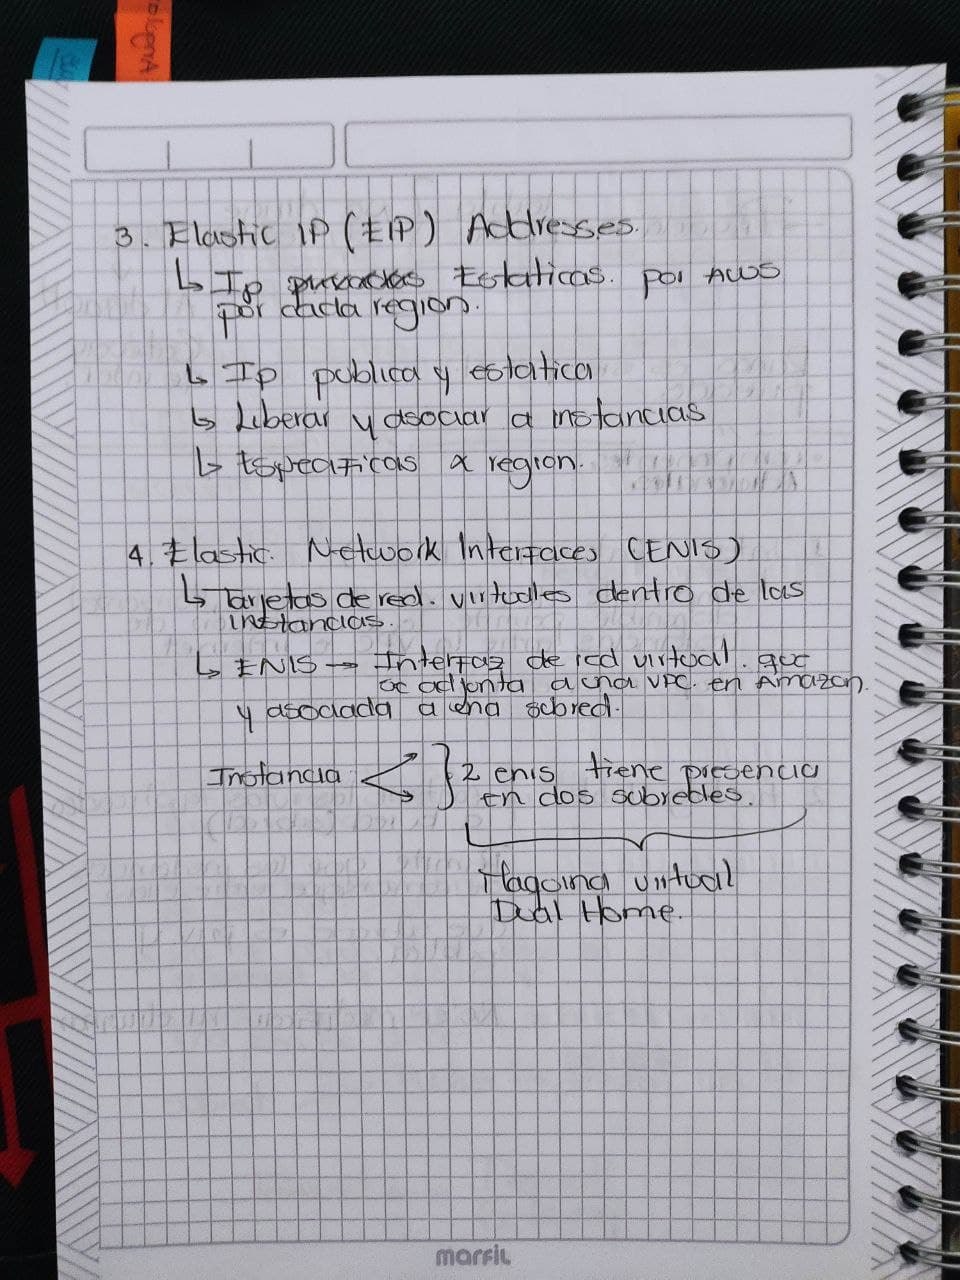 3. Elastic IP (EIP) Addresses.
↳ Ip privadas Estaticas. por AWS
por cada region.
↳ Ip publica y estatica
↳ Liberar y asociar a instancias
↳ Especificas x region.
4. Elastic. Network Interfaces (ENIS)
↳ Tarjetas de red. virtuales dentro de las
instancias.
↳ ENIS → Interfaz de red virtual. que
se adjunta a una VPC. en Amazon.
y asociada a una subred.
Instancia } 2 enis tiene presencia
en dos subredes.
Maquina virtual
Dual Home.
marfil